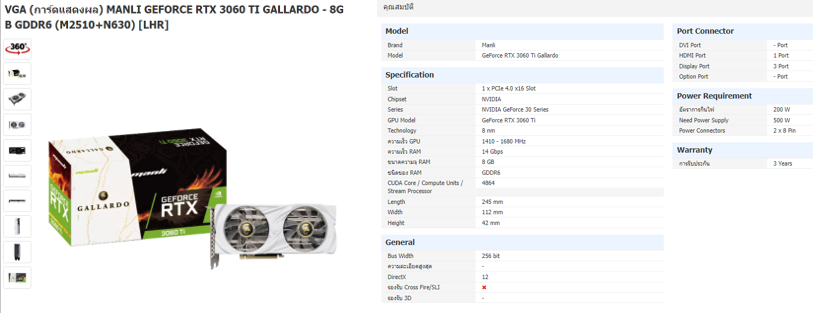 VGA (การ์ดแสดงผล) MANLI GEFORCE RTX 3060 TI GALLARDO - 8G
B GDDR6 (M2510+N630) [LHR]
360°
GALLARDO
manli
GEFORCE
RTX
3060 Ti
GALLARDO
manli
GEFORCE
RTX
3060 Ti
คุณสมบัติ
Model
Brand Manli
Model GeForce RTX 3060 Ti Gallardo
Specification
Slot 1 x PCIe 4.0 x16 Slot
Chipset NVIDIA
Series NVIDIA GeForce 30 Series
GPU Model GeForce RTX 3060 Ti
Technology 8 nm
ความเร็ว GPU 1410 - 1680 MHz
ความเร็ว RAM 14 Gbps
ขนาดความจุ RAM 8 GB
ชนิดของ RAM GDDR6
CUDA Core / Compute Units / 4864
Stream Processor
Length 245 mm
Width 112 mm
Height 42 mm
General
Bus Width 256 bit
ความละเอียดสูงสุด -
DirectX 12
รองรับ Cross Fire/SLI ✖
รองรับ 3D -
Port Connector
DVI Port - Port
HDMI Port 1 Port
Display Port 3 Port
Option Port - Port
Power Requirement
อัตราการกินไฟ 200 W
Need Power Supply 500 W
Power Connectors 2 x 8 Pin
Warranty
การรับประกัน 3 Years